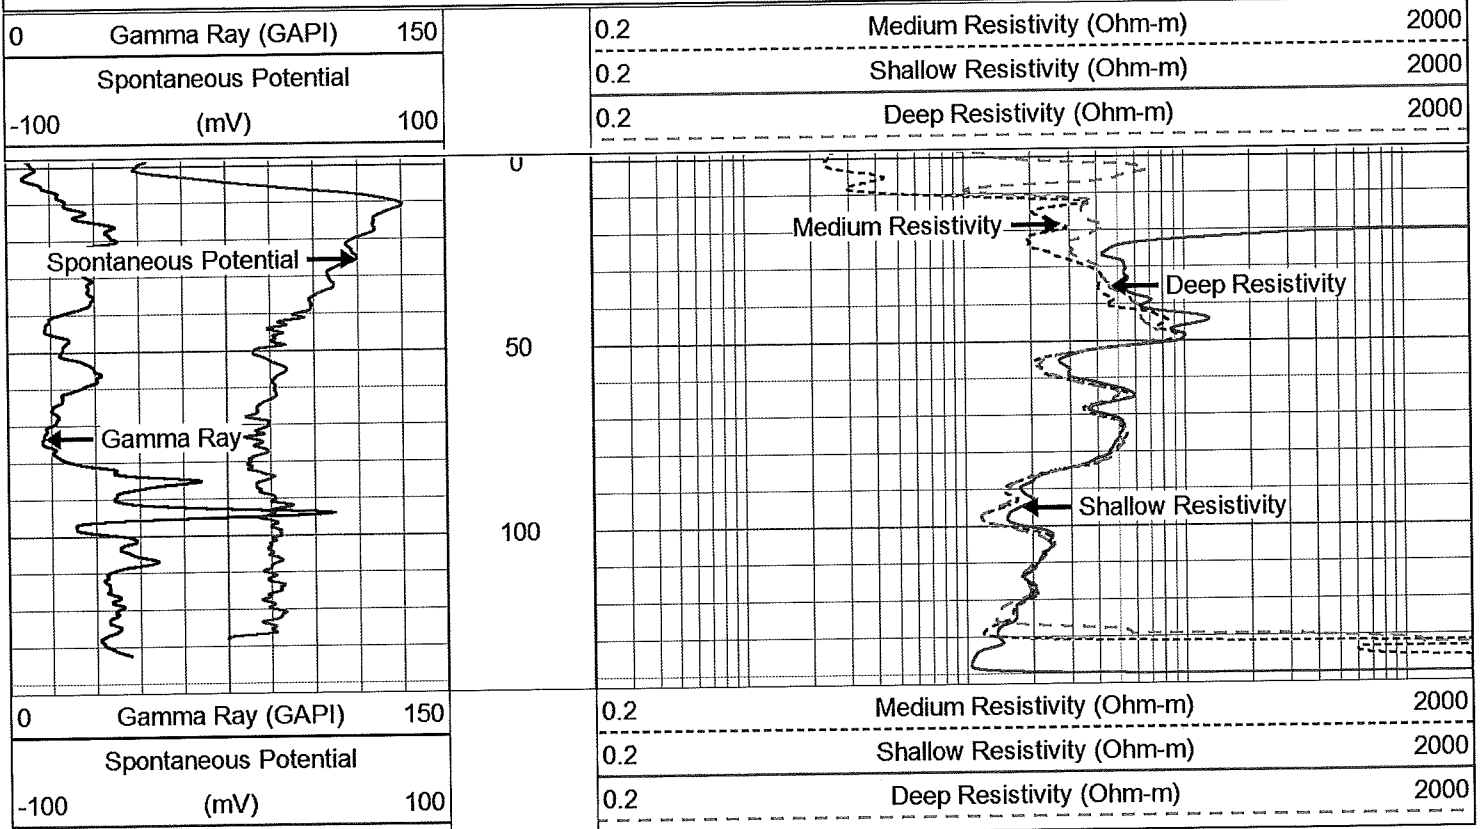 0 Gamma Ray (GAPI) 150
Spontaneous Potential
-100 (mV) 100
0.2 Medium Resistivity (Ohm-m) 2000
0.2 Shallow Resistivity (Ohm-m) 2000
0.2 Deep Resistivity (Ohm-m) 2000
0
Medium Resistivity
Spontaneous Potential
Deep Resistivity
50
Gamma Ray
Shallow Resistivity
100
0 Gamma Ray (GAPI) 150
Spontaneous Potential
-100 (mV) 100
0.2 Medium Resistivity (Ohm-m) 2000
0.2 Shallow Resistivity (Ohm-m) 2000
0.2 Deep Resistivity (Ohm-m) 2000